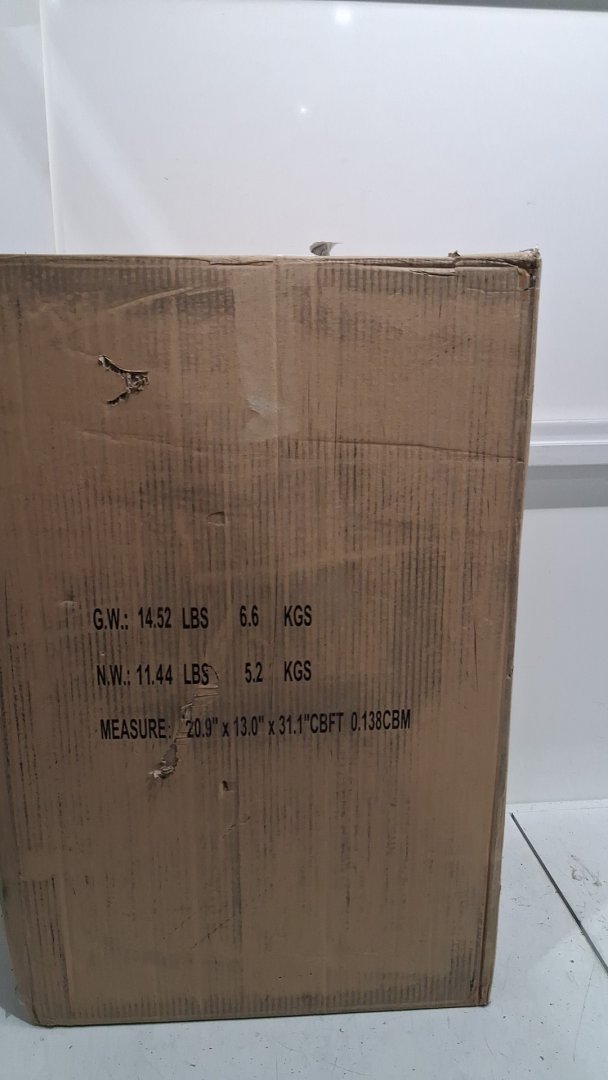 G.W.: 14.52 LBS 6.6 KGS
N.W.: 11.44 LBS 5.2 KGS
MEASURE: 20.9" x 13.0" x 31.1"CBFT 0.138CBM